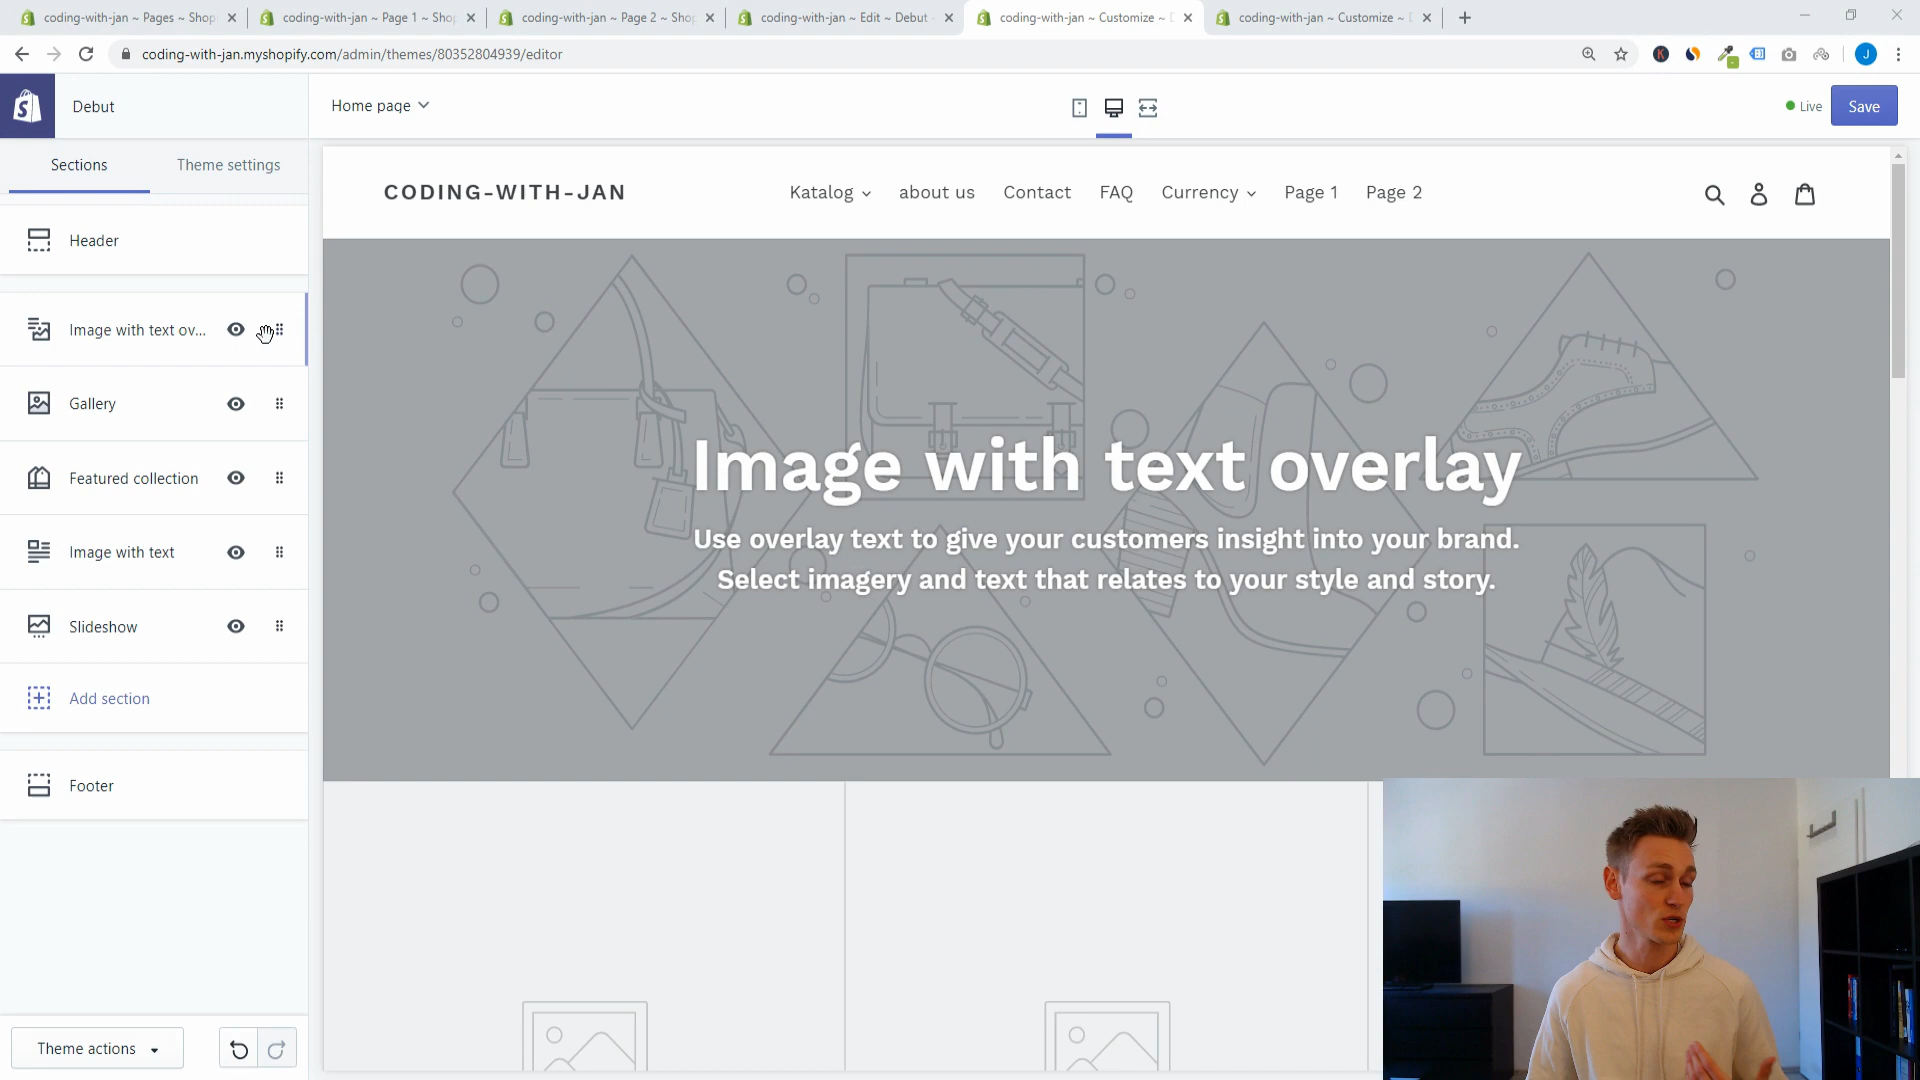 coding-with-jan ~ Pages ~ Shop
coding-with-jan ~ Page 1 ~ Sho
coding-with-jan ~ Page 2 ~ Sho
coding-with-jan ~ Edit ~ Debut
coding-with-jan ~ Customize ~ D
coding-with-jan ~ Customize ~ D
coding-with-jan.myshopify.com/admin/themes/80352804939/editor
K
J
Debut
Home page
Live
Save
Sections
Theme settings
Header
Image with text ov...
Gallery
Featured collection
Image with text
Slideshow
Add section
Footer
Theme actions
CODING-WITH-JAN
Katalog
about us
Contact
FAQ
Currency
Page 1
Page 2
Image with text overlay
Use overlay text to give your customers insight into your brand.
Select imagery and text that relates to your style and story.